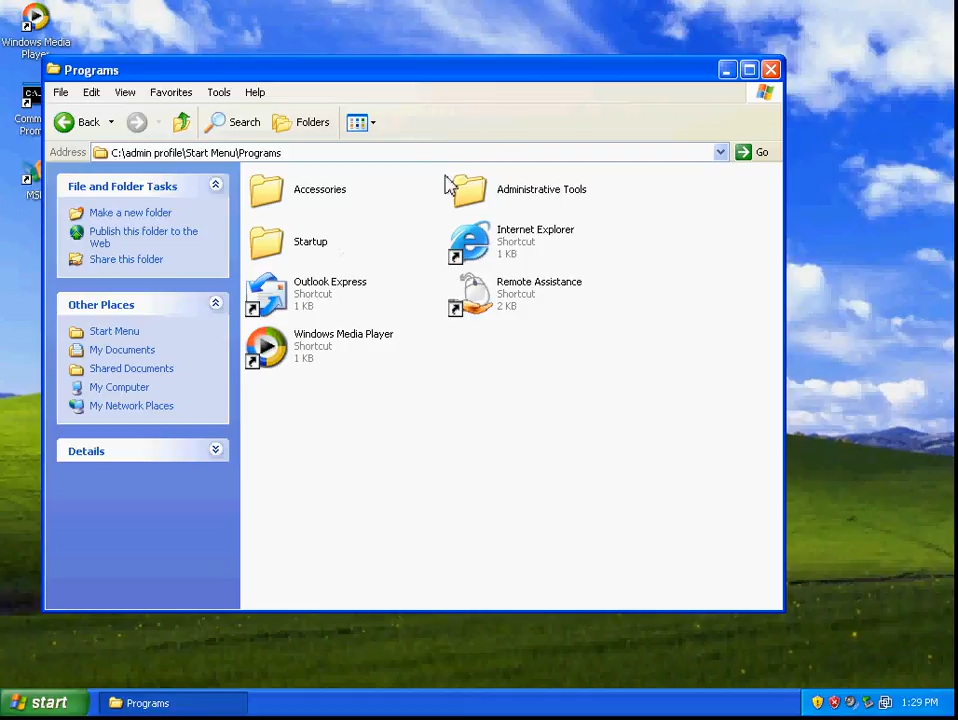 Windows Media
Player
Programs
File Edit View Favorites Tools Help
Back Search Folders
Address C:\admin profile\Start Menu\Programs Go
File and Folder Tasks
Make a new folder
Publish this folder to the
Web
Share this folder
Other Places
Start Menu
My Documents
Shared Documents
My Computer
My Network Places
Details
Accessories
Administrative Tools
Startup
Internet Explorer
Shortcut
1 KB
Outlook Express
Shortcut
1 KB
Remote Assistance
Shortcut
2 KB
Windows Media Player
Shortcut
1 KB
C:\
Comm
Pron
start
Programs
1:29 PM